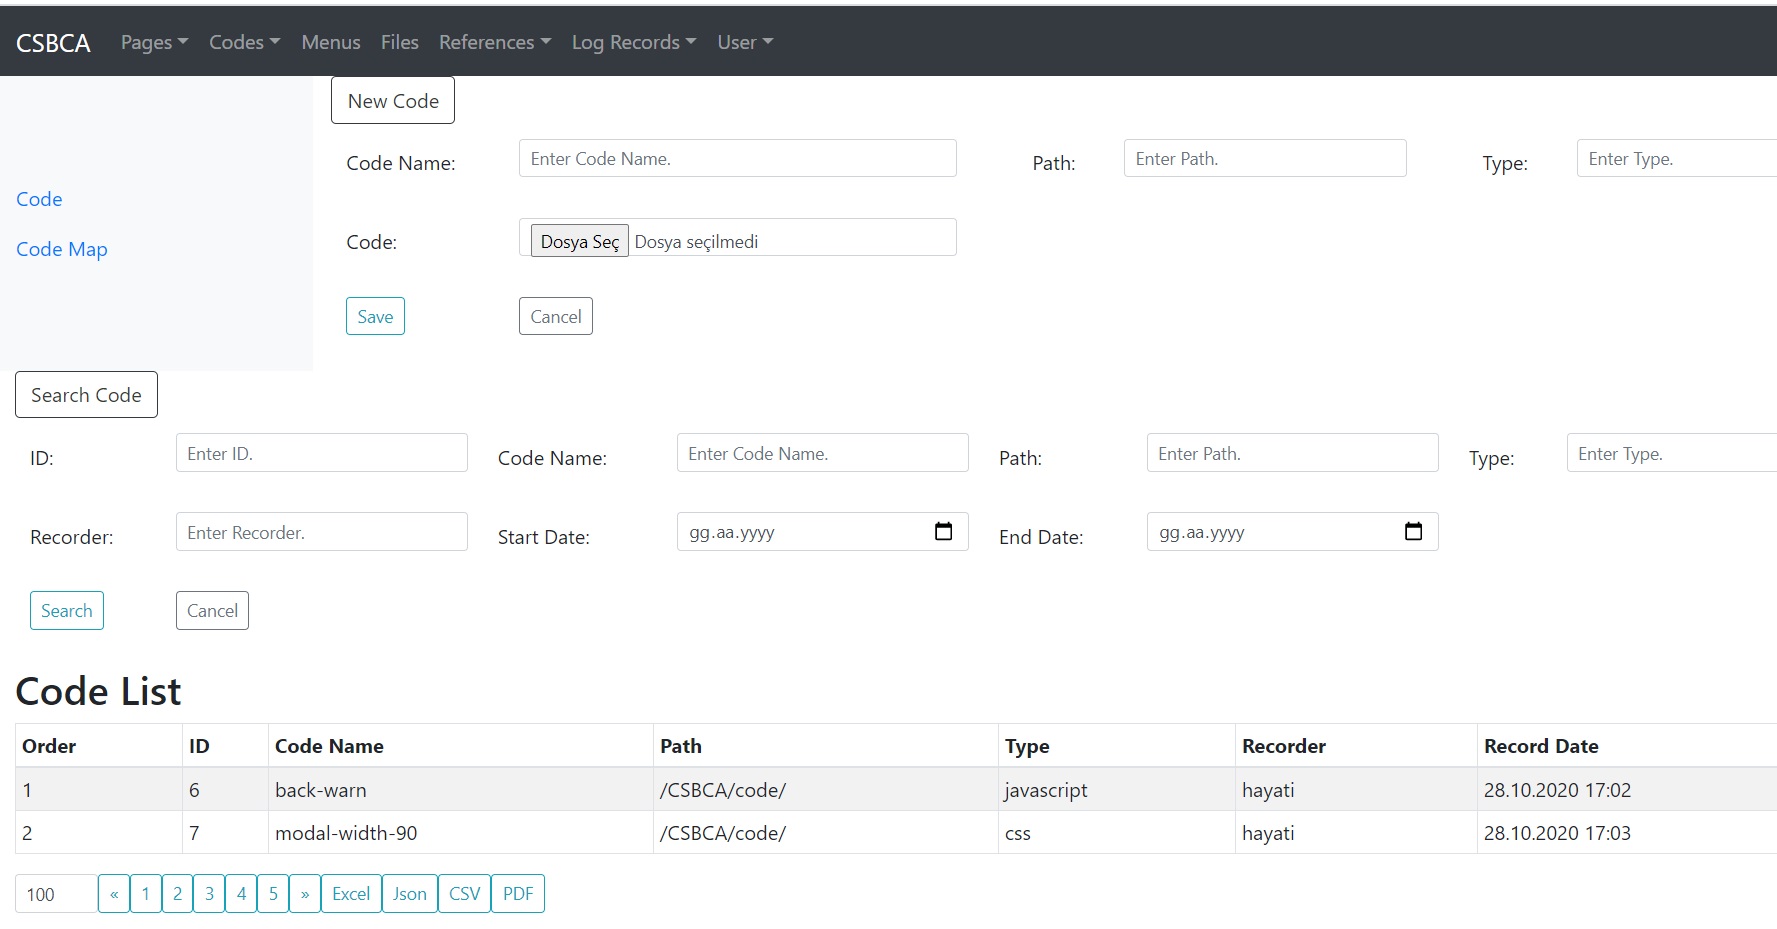 CSBCA Pages Codes Menus Files References Log Records User
New Code
Code Name: Enter Code Name. Path: Enter Path. Type: Enter Type.
Code
Code Map
Code: Dosya Seç Dosya seçilmedi
Save Cancel
Search Code
ID: Enter ID. Code Name: Enter Code Name. Path: Enter Path. Type: Enter Type.
Recorder: Enter Recorder. Start Date: gg.aa.yyyy End Date: gg.aa.yyyy
Search Cancel
Code List
Order ID Code Name Path Type Recorder Record Date
1 6 back-warn /CSBCA/code/ javascript hayati 28.10.2020 17:02
2 7 modal-width-90 /CSBCA/code/ css hayati 28.10.2020 17:03
100 « 1 2 3 4 5 » Excel Json CSV PDF